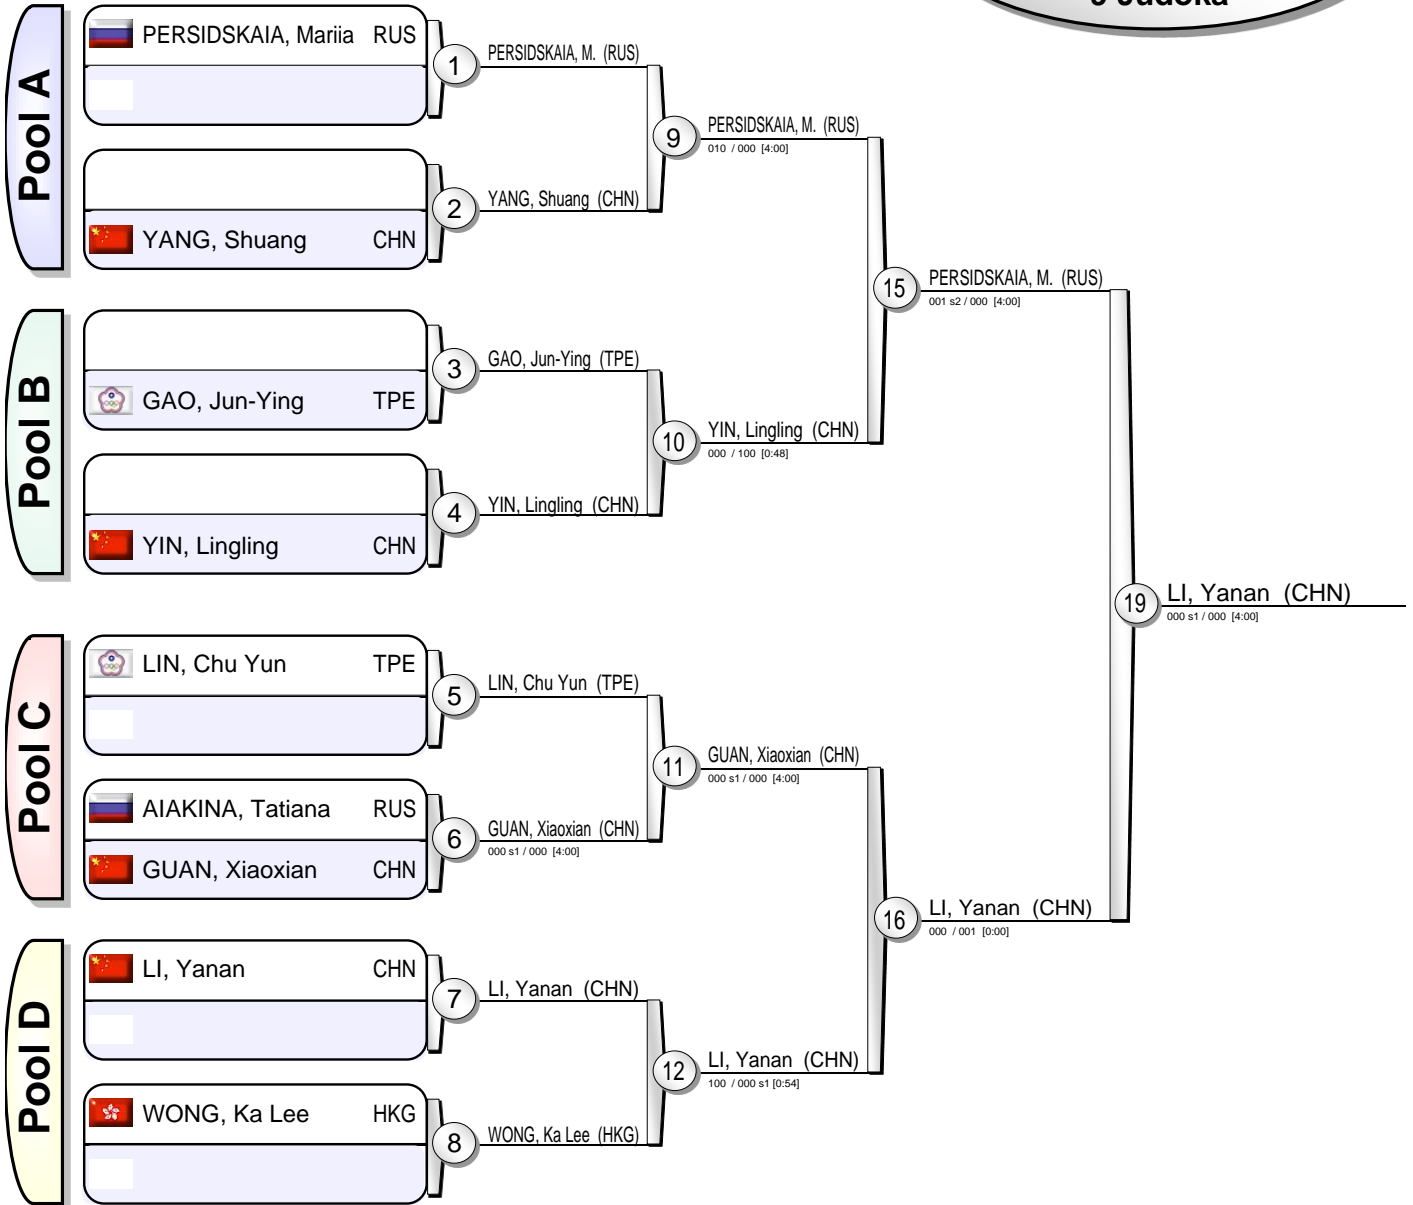 9 Judoka
Pool A
PERSIDSKAIA, Mariia RUS
1
PERSIDSKAIA, M. (RUS)
YANG, Shuang CHN
2
YANG, Shuang (CHN)
9
PERSIDSKAIA, M. (RUS)
010 / 000 [4:00]
Pool B
GAO, Jun-Ying TPE
3
GAO, Jun-Ying (TPE)
YIN, Lingling CHN
4
YIN, Lingling (CHN)
10
YIN, Lingling (CHN)
000 / 100 [0:48]
15
PERSIDSKAIA, M. (RUS)
001 s2 / 000 [4:00]
Pool C
LIN, Chu Yun TPE
5
LIN, Chu Yun (TPE)
AIAKINA, Tatiana RUS
GUAN, Xiaoxian CHN
6
GUAN, Xiaoxian (CHN)
000 s1 / 000 [4:00]
11
GUAN, Xiaoxian (CHN)
000 s1 / 000 [4:00]
Pool D
LI, Yanan CHN
7
LI, Yanan (CHN)
WONG, Ka Lee HKG
8
WONG, Ka Lee (HKG)
12
LI, Yanan (CHN)
100 / 000 s1 [0:54]
16
LI, Yanan (CHN)
000 / 001 [0:00]
19
LI, Yanan (CHN)
000 s1 / 000 [4:00]